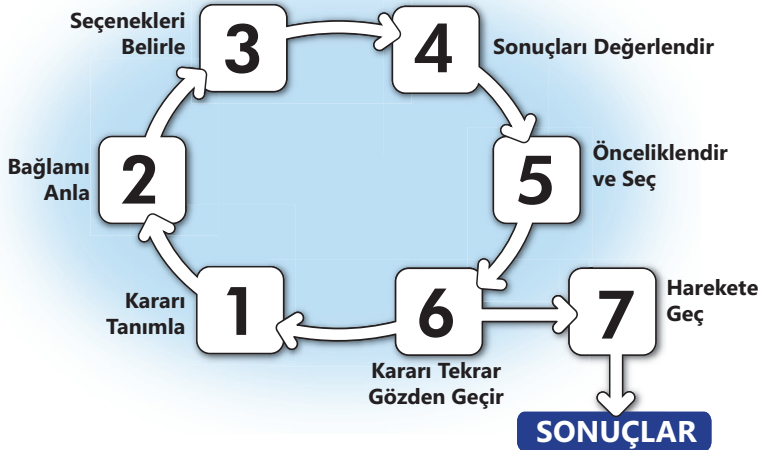 Seçenekleri
Belirle
3
4
Sonuçları Değerlendir
Bağlamı
Anla
2
5
Önceliklendir
ve Seç
Kararı
Tanımla
1
6
7
Harekete
Geç
Kararı Tekrar
Gözden Geçir
SONUÇLAR